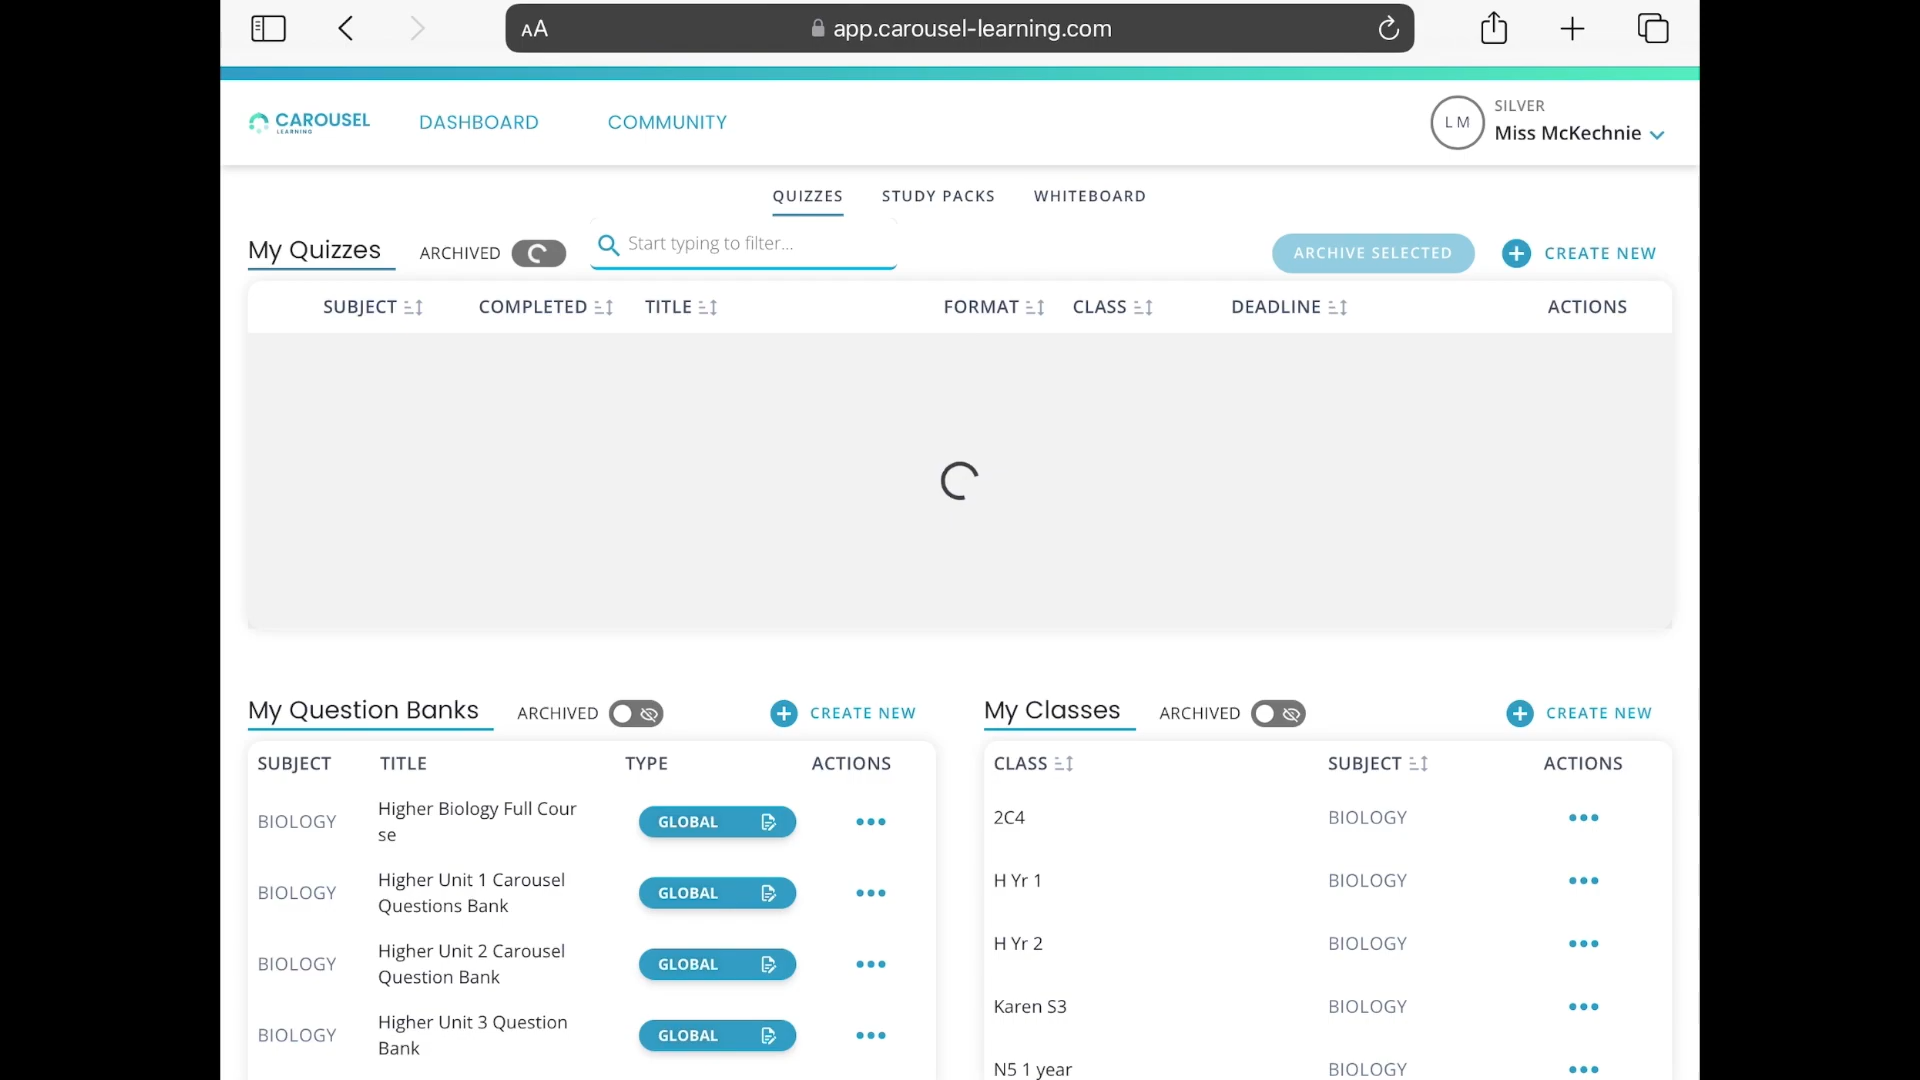 AA app.carousel-learning.com
CAROUSEL
LEARNING
DASHBOARD COMMUNITY
L M
SILVER
Miss McKechnie
QUIZZES STUDY PACKS WHITEBOARD
My Quizzes ARCHIVED Start typing to filter... ARCHIVE SELECTED CREATE NEW
SUBJECT COMPLETED TITLE FORMAT CLASS DEADLINE ACTIONS
My Question Banks ARCHIVED CREATE NEW
SUBJECT TITLE TYPE ACTIONS
BIOLOGY Higher Biology Full Cour
se GLOBAL
BIOLOGY Higher Unit 1 Carousel
Questions Bank GLOBAL
BIOLOGY Higher Unit 2 Carousel
Question Bank GLOBAL
BIOLOGY Higher Unit 3 Question
Bank GLOBAL
My Classes ARCHIVED CREATE NEW
CLASS SUBJECT ACTIONS
2C4 BIOLOGY
H Yr 1 BIOLOGY
H Yr 2 BIOLOGY
Karen S3 BIOLOGY
N5 1 year BIOLOGY